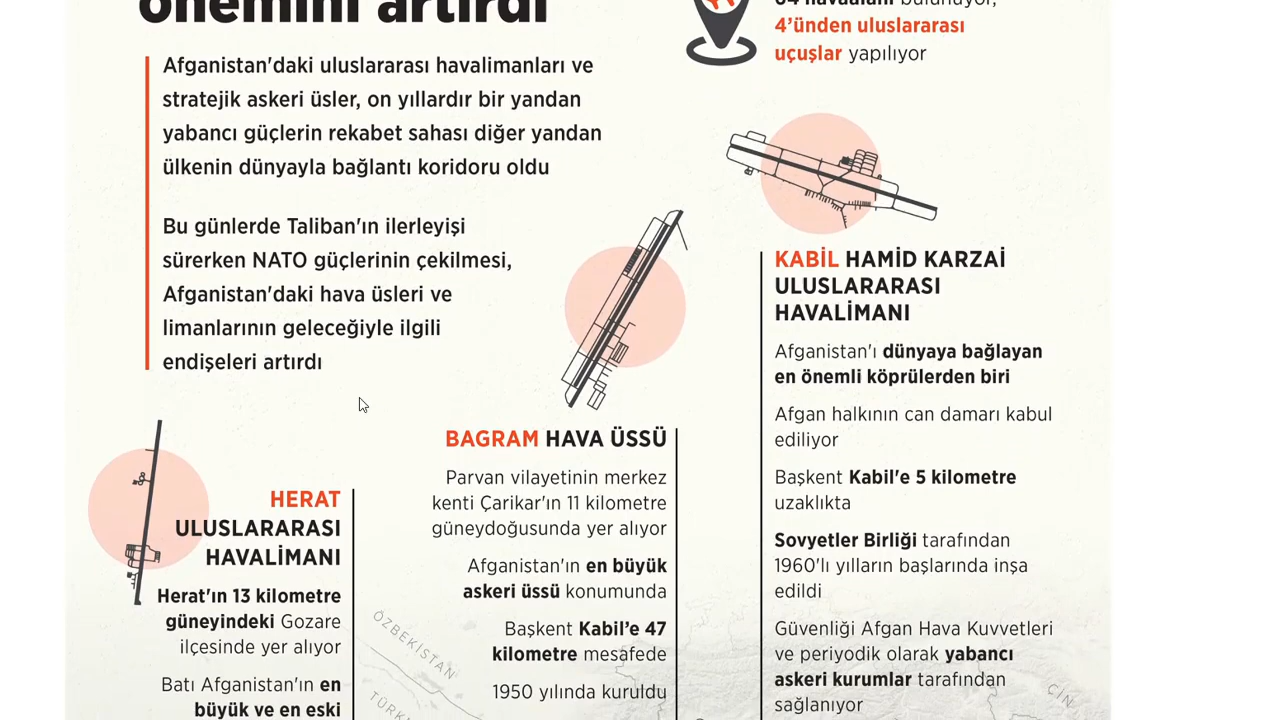 önemini artırdı
64 havaalanı bulunuyor,
4’ünden uluslararası
uçuşlar yapılıyor
Afganistan'daki uluslararası havalimanları ve
stratejik askeri üsler, on yıllardır bir yandan
yabancı güçlerin rekabet sahası diğer yandan
ülkenin dünyayla bağlantı koridoru oldu
Bu günlerde Taliban'ın ilerleyişi
sürerken NATO güçlerinin çekilmesi,
Afganistan'daki hava üsleri ve
limanlarının geleceğiyle ilgili
endişeleri artırdı
HERAT
ULUSLARARASI
HAVALİMANI
Herat'ın 13 kilometre
güneyindeki Gozare
ilçesinde yer alıyor
Batı Afganistan'ın en
büyük ve en eski
BAGRAM HAVA ÜSSÜ
Parvan vilayetinin merkez
kenti Çarikar'ın 11 kilometre
güneydoğusunda yer alıyor
Afganistan'ın en büyük
askeri üssü konumunda
Başkent Kabil’e 47
kilometre mesafede
1950 yılında kuruldu
KABİL HAMİD KARZAİ
ULUSLARARASI
HAVALİMANI
Afganistan'ı dünyaya bağlayan
en önemli köprülerden biri
Afgan halkının can damarı kabul
ediliyor
Başkent Kabil'e 5 kilometre
uzaklıkta
Sovyetler Birliği tarafından
1960'lı yılların başlarında inşa
edildi
Güvenliği Afgan Hava Kuvvetleri
ve periyodik olarak yabancı
askeri kurumlar tarafından
sağlanıyor
ÖZBEKİSTAN
ÇİN